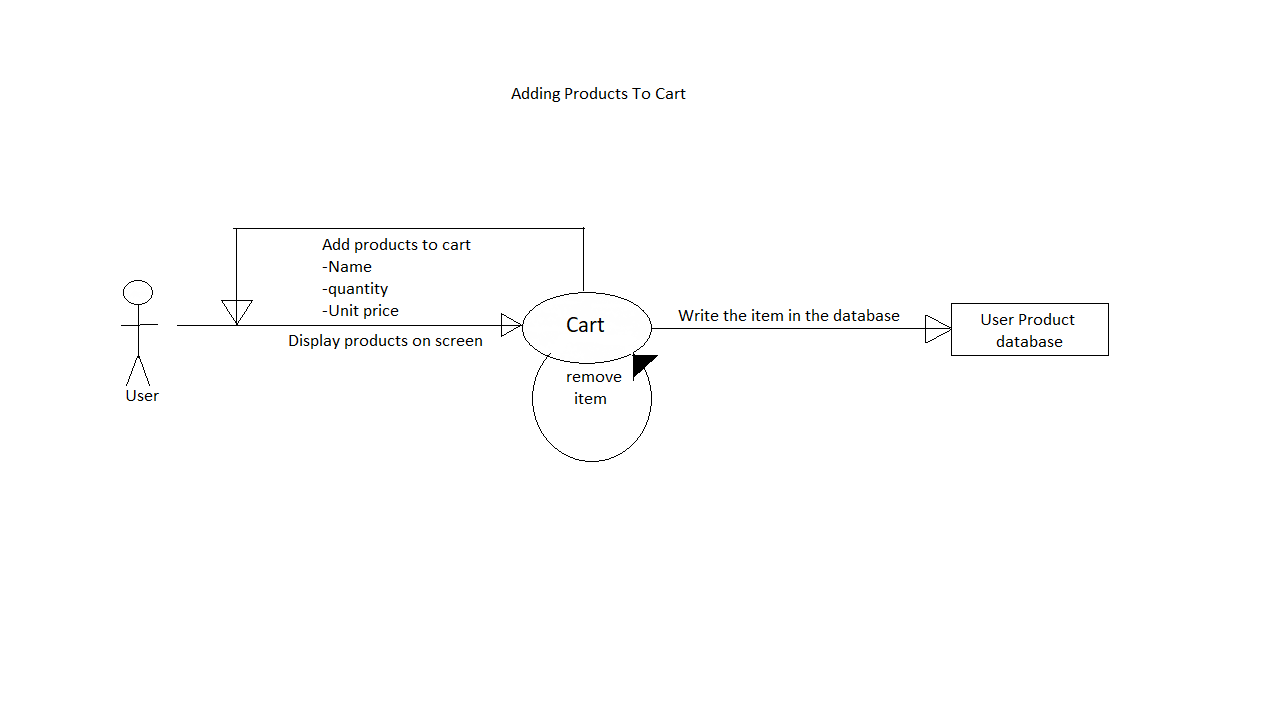 Adding Products To Cart
Add products to cart
-Name
-quantity
-Unit price
Display products on screen
User
Cart
remove
item
Write the item in the database
User Product
database